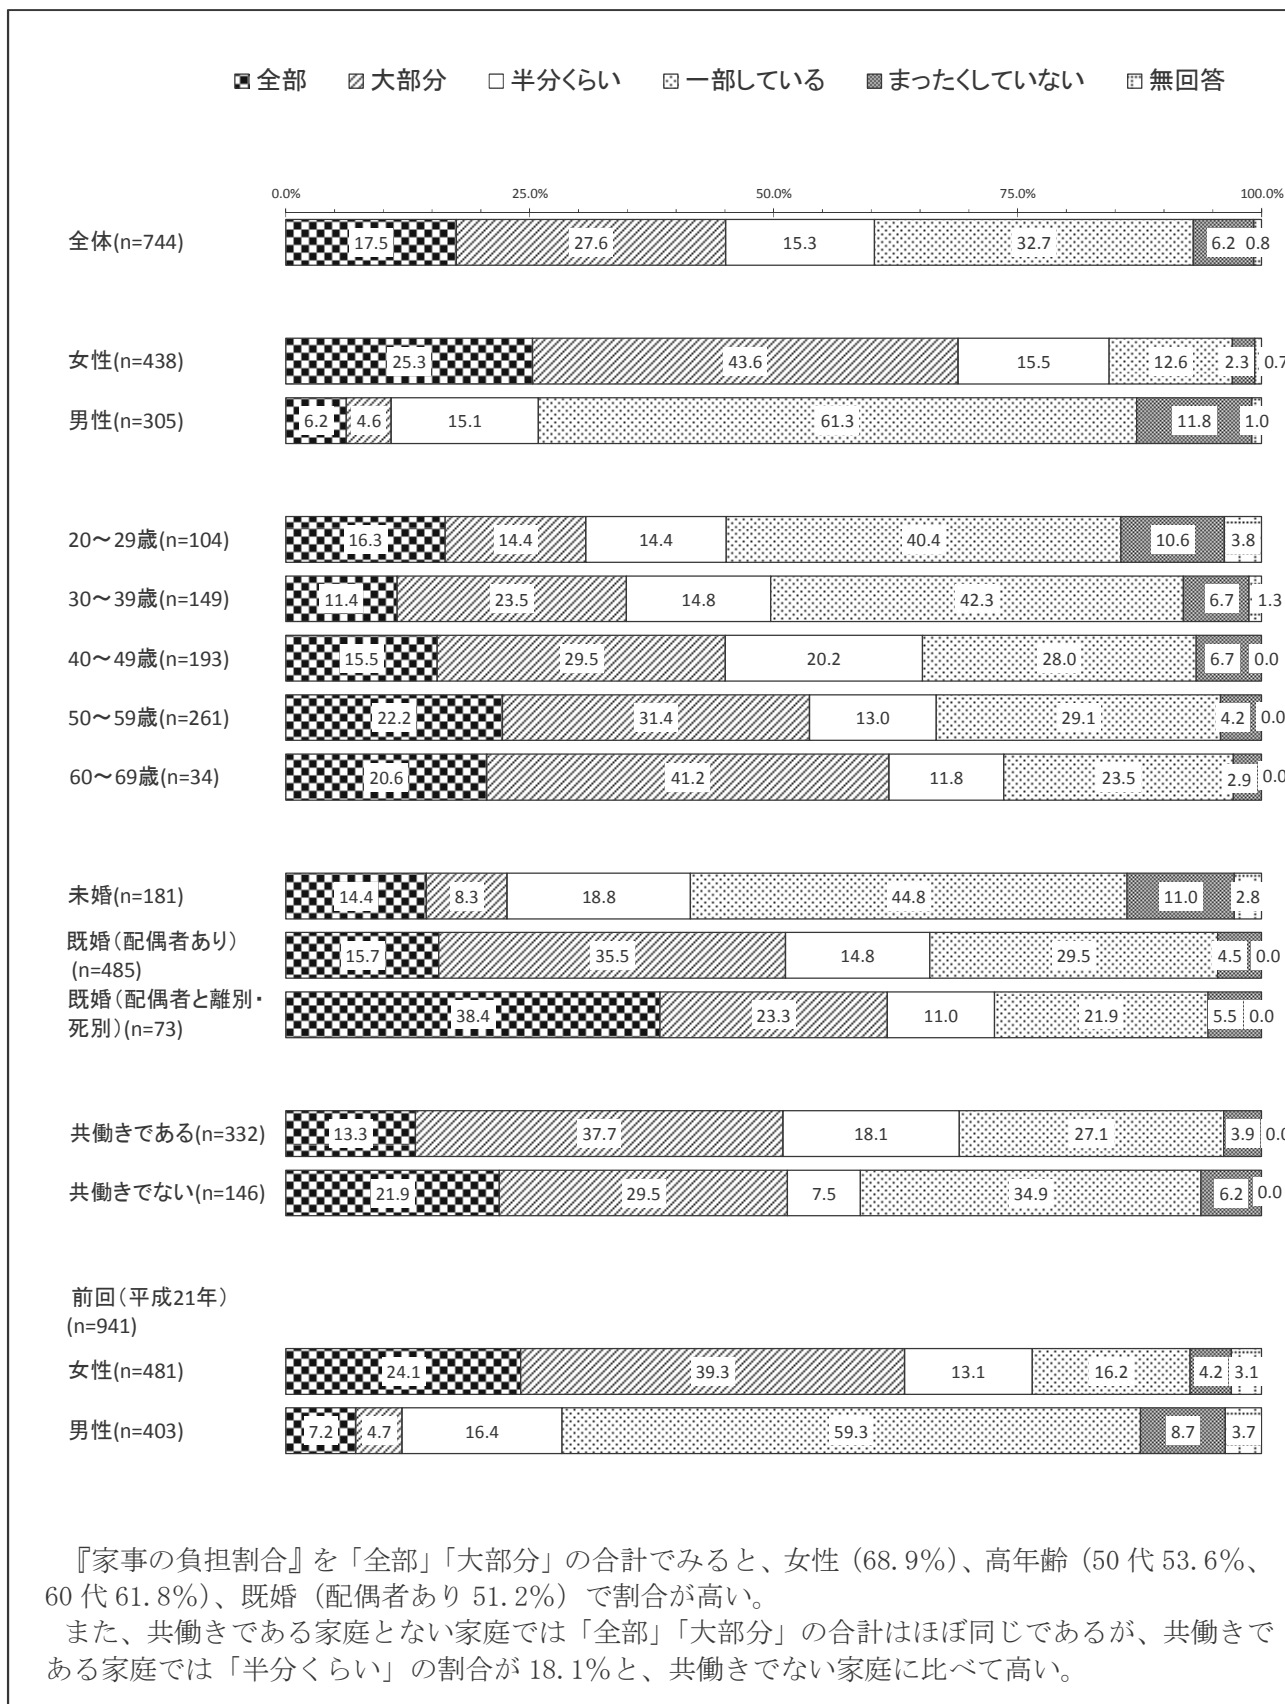 全部 大部分 半分くらい 一部している まったくしていない 無回答
0.0% 25.0% 50.0% 75.0% 100.0%
全体(n=744) 17.5 27.6 15.3 32.7 6.2 0.8
女性(n=438) 25.3 43.6 15.5 12.6 2.3 0.7
男性(n=305) 6.2 4.6 15.1 61.3 11.8 1.0
20～29歳(n=104) 16.3 14.4 14.4 40.4 10.6 3.8
30～39歳(n=149) 11.4 23.5 14.8 42.3 6.7 1.3
40～49歳(n=193) 15.5 29.5 20.2 28.0 6.7 0.0
50～59歳(n=261) 22.2 31.4 13.0 29.1 4.2 0.0
60～69歳(n=34) 20.6 41.2 11.8 23.5 2.9 0.0
未婚(n=181) 14.4 8.3 18.8 44.8 11.0 2.8
既婚（配偶者あり）
(n=485) 15.7 35.5 14.8 29.5 4.5 0.0
既婚（配偶者と離別・
死別）(n=73) 38.4 23.3 11.0 21.9 5.5 0.0
共働きである(n=332) 13.3 37.7 18.1 27.1 3.9 0.0
共働きでない(n=146) 21.9 29.5 7.5 34.9 6.2 0.0
前回（平成21年）
(n=941)
女性(n=481) 24.1 39.3 13.1 16.2 4.2 3.1
男性(n=403) 7.2 4.7 16.4 59.3 8.7 3.7
『家事の負担割合』を「全部」「大部分」の合計でみると、女性（68.9%）、高年齢（50代 53.6%、
60代 61.8%）、既婚（配偶者あり 51.2%）で割合が高い。
また、共働きである家庭とない家庭では「全部」「大部分」の合計はほぼ同じであるが、共働きで
ある家庭では「半分くらい」の割合が 18.1%と、共働きでない家庭に比べて高い。